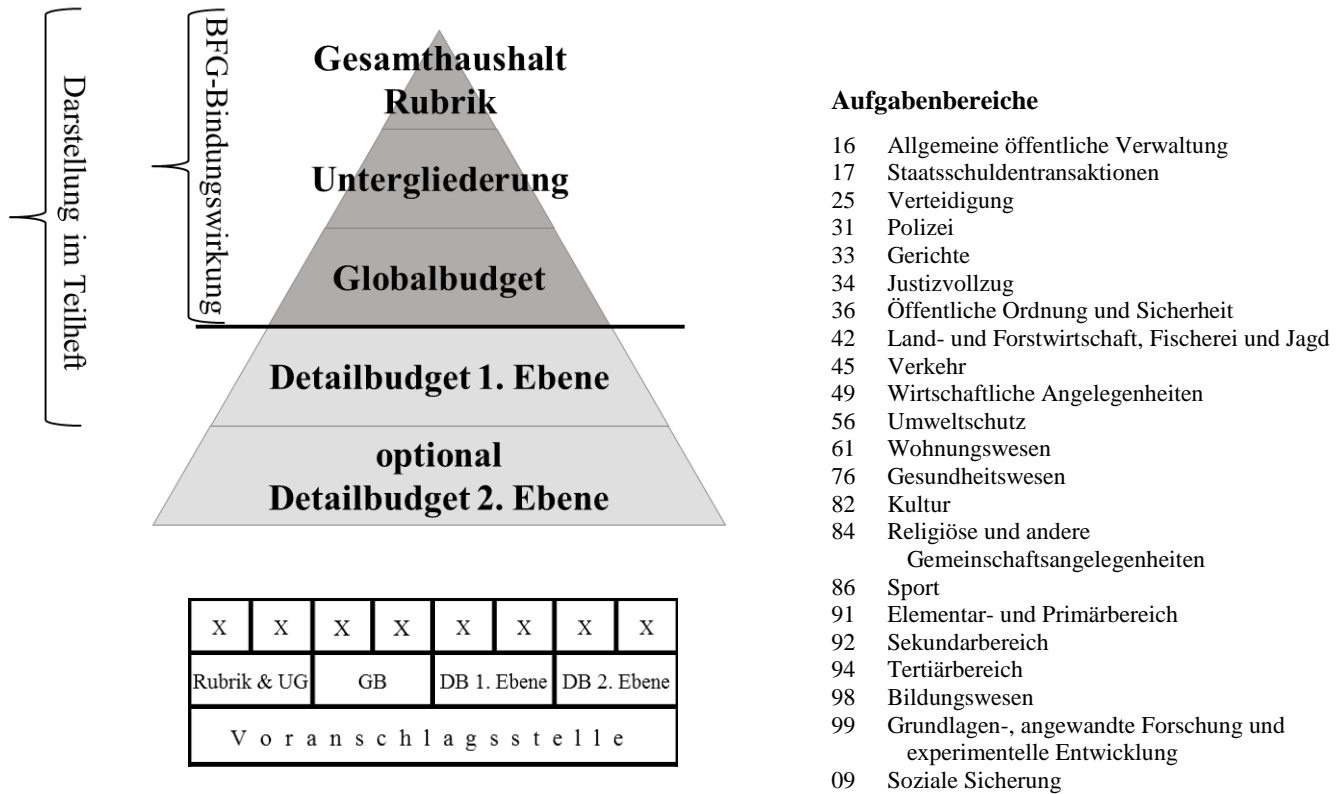 Darstellung im Teilheft
BFG-Bindungswirkung
Gesamthaushalt
Rubrik
Untergliederung
Globalbudget
Detailbudget 1. Ebene
optional
Detailbudget 2. Ebene
X X X X X X X X
Rubrik & UG GB DB 1. Ebene DB 2. Ebene
V o r a n s c h l a g s s t e l l e
Aufgabenbereiche
16 Allgemeine öffentliche Verwaltung
17 Staatsschuldentransaktionen
25 Verteidigung
31 Polizei
33 Gerichte
34 Justizvollzug
36 Öffentliche Ordnung und Sicherheit
42 Land- und Forstwirtschaft, Fischerei und Jagd
45 Verkehr
49 Wirtschaftliche Angelegenheiten
56 Umweltschutz
61 Wohnungswesen
76 Gesundheitswesen
82 Kultur
84 Religiöse und andere
Gemeinschaftsangelegenheiten
86 Sport
91 Elementar- und Primärbereich
92 Sekundarbereich
94 Tertiärbereich
98 Bildungswesen
99 Grundlagen-, angewandte Forschung und
experimentelle Entwicklung
09 Soziale Sicherung